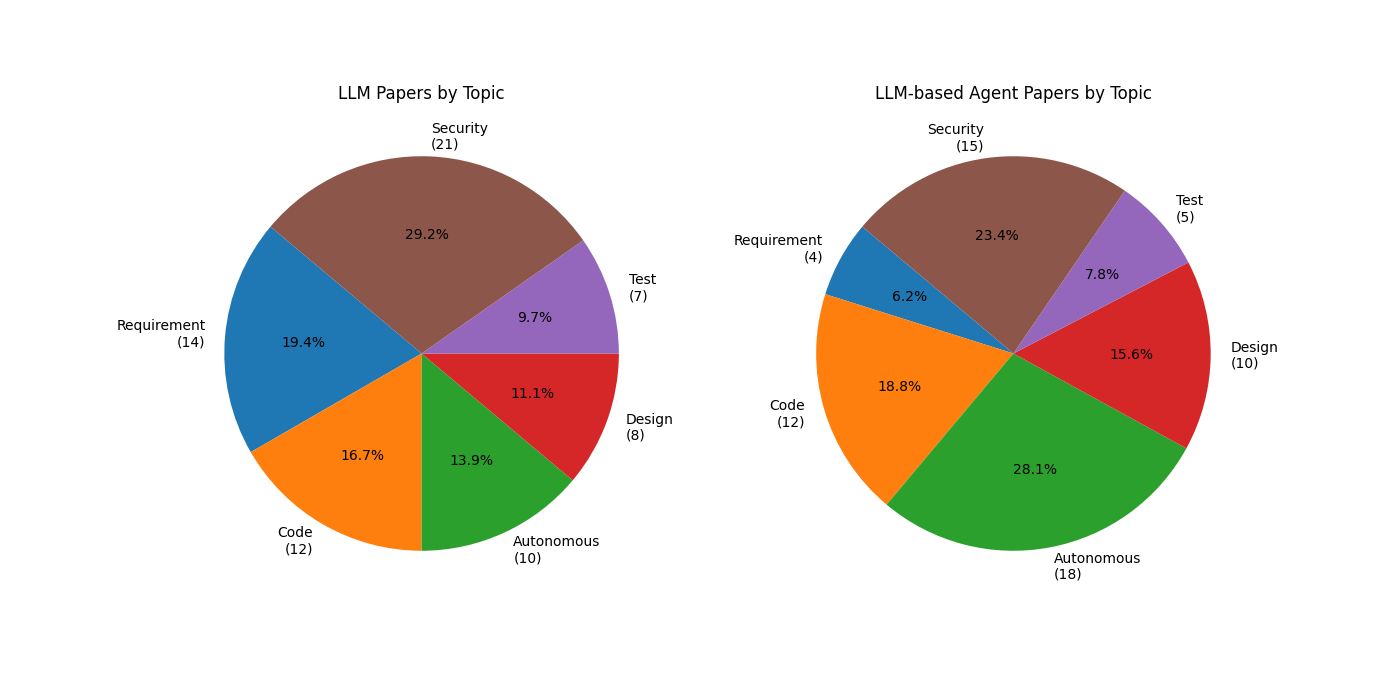 LLM Papers by Topic
Security
(21)
29.2%
Test
(7)
9.7%
Requirement
(14)
19.4%
11.1%
Design
(8)
16.7%
13.9%
Code
(12)
Autonomous
(10)
LLM-based Agent Papers by Topic
Security
(15)
23.4%
Test
(5)
7.8%
Requirement
(4)
6.2%
15.6%
Design
(10)
18.8%
Code
(12)
28.1%
Autonomous
(18)